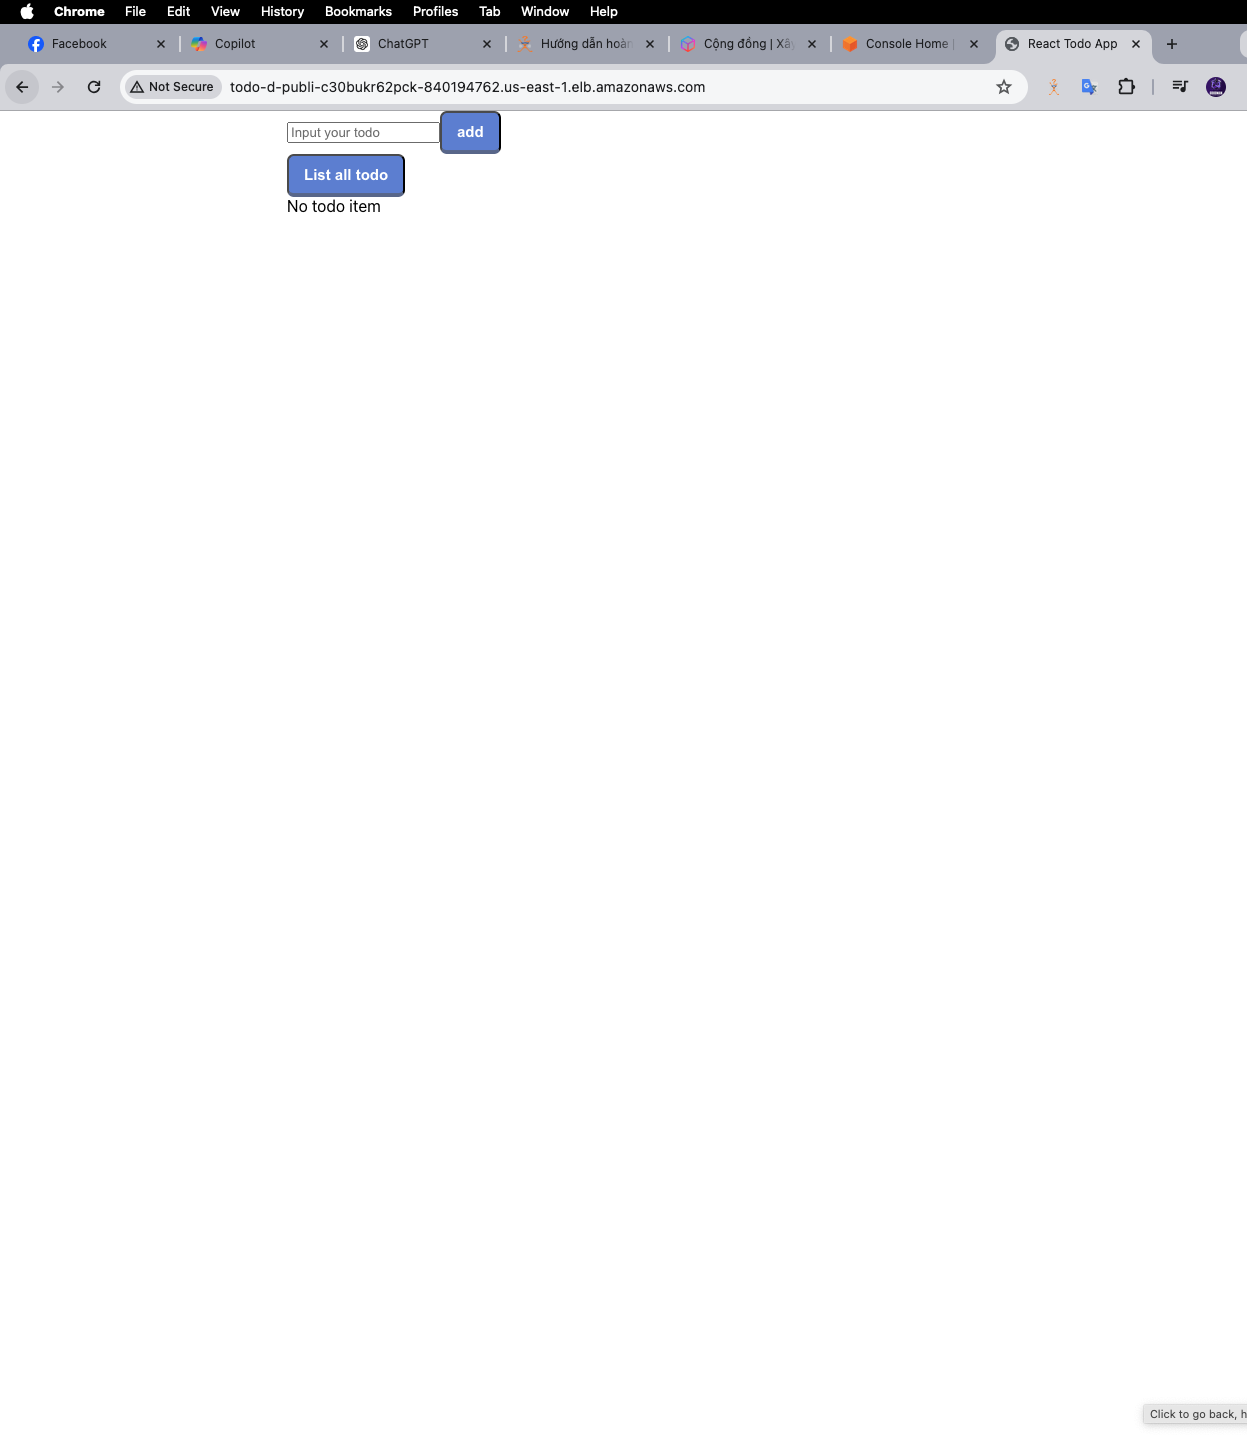 Chrome File Edit View History Bookmarks Profiles Tab Window Help
Facebook Copilot ChatGPT Hướng dẫn hoàn Cộng đồng | Xây Console Home | React Todo App
Not Secure todo-d-publi-c30bukr62pck-840194762.us-east-1.elb.amazonaws.com
Input your todo add
List all todo
No todo item
Click to go back, h